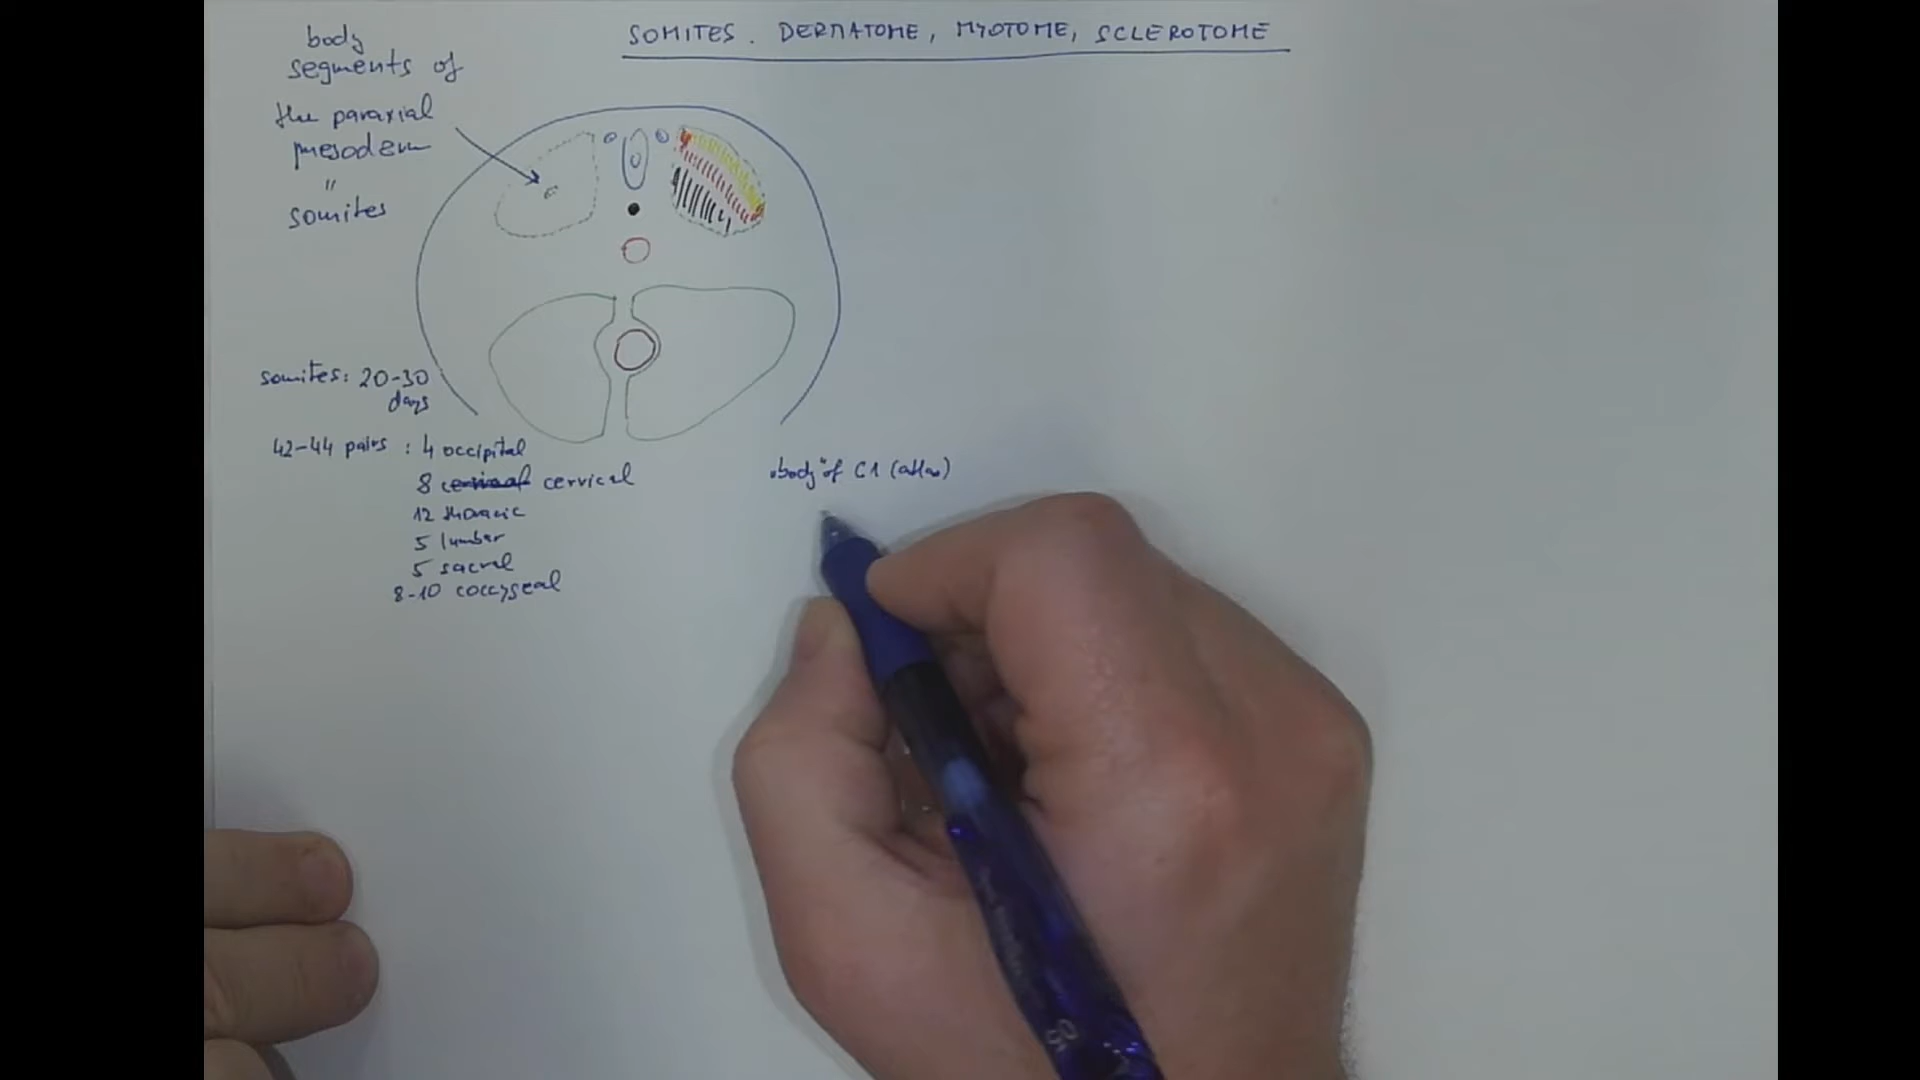 SOMITES. DERMATOME, MYOTOME, SCLEROTOME
body
segments of
the paraxial
mesoderm
"
somites
somites: 20-30
days
42-44 pairs : 4 occipital
8 cervical
12 thoracic
5 lumbar
5 sacral
8-10 coccygeal
„body" of C1 (atlas)